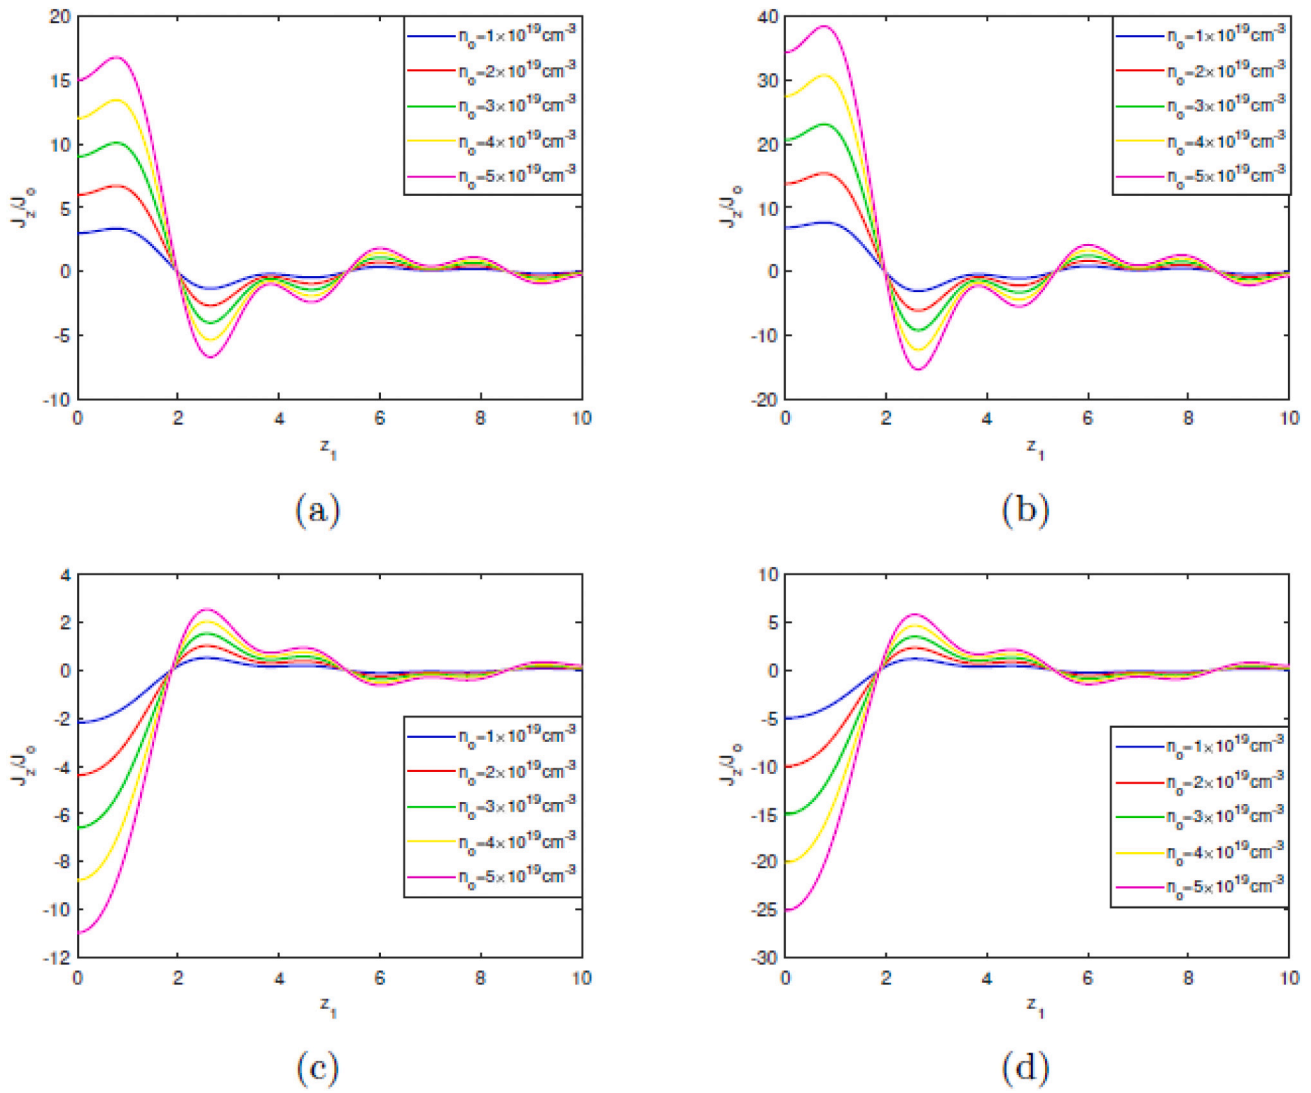 20
15
10
5
0
-5
-10
J_z/J_o
n_o=1×10^19cm^-3
n_o=2×10^19cm^-3
n_o=3×10^19cm^-3
n_o=4×10^19cm^-3
n_o=5×10^19cm^-3
0 2 4 6 8 10
z_1
(a)
40
30
20
10
0
-10
-20
J_z/J_o
n_o=1×10^19cm^-3
n_o=2×10^19cm^-3
n_o=3×10^19cm^-3
n_o=4×10^19cm^-3
n_o=5×10^19cm^-3
0 2 4 6 8 10
z_1
(b)
4
2
0
-2
-4
-6
-8
-10
-12
J_z/J_o
n_o=1×10^19cm^-3
n_o=2×10^19cm^-3
n_o=3×10^19cm^-3
n_o=4×10^19cm^-3
n_o=5×10^19cm^-3
0 2 4 6 8 10
z_1
(c)
10
5
0
-5
-10
-15
-20
-25
-30
J_z/J_o
n_o=1×10^19cm^-3
n_o=2×10^19cm^-3
n_o=3×10^19cm^-3
n_o=4×10^19cm^-3
n_o=5×10^19cm^-3
0 2 4 6 8 10
z_1
(d)